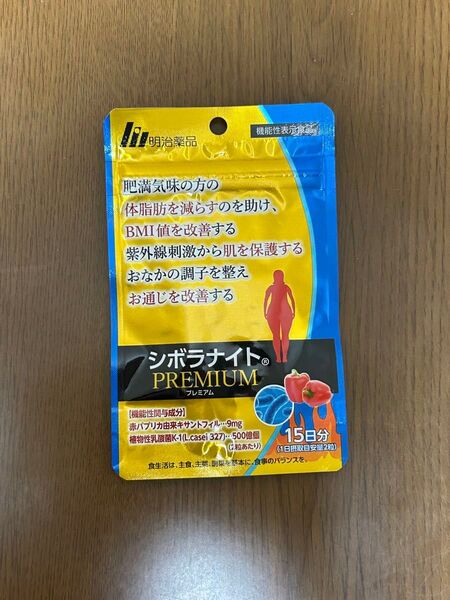 明治薬品
機能性表示食品
肥満気味の方の
体脂肪を減らすのを助け、
BMI値を改善する
紫外線刺激から肌を保護する
おなかの調子を整え
お通じを改善する
シボラナイト®
PREMIUM
プレミアム
【機能性関与成分】
赤パプリカ由来キサントフィル…9mg
植物性乳酸菌K-1(L.casei 327)…500億個
(2粒あたり)
15日分
(1日摂取目安量2粒)
食生活は、主食、主菜、副菜を基本に、食事のバランスを。